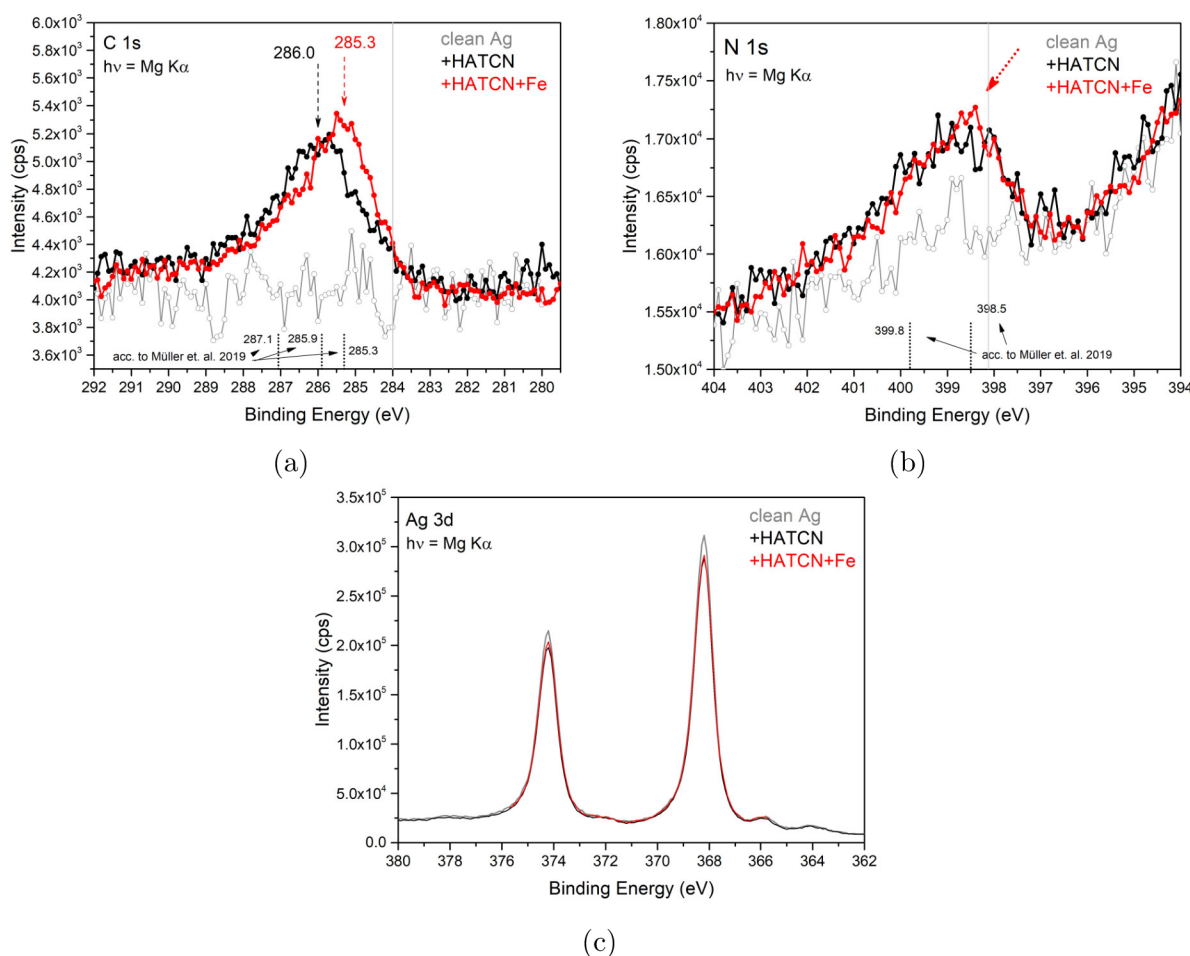 C 1s
hν = Mg Kα
286.0
285.3
clean Ag
+HATCN
+HATCN+Fe
Intensity (cps)
6.0x10³
5.8x10³
5.6x10³
5.4x10³
5.2x10³
5.0x10³
4.8x10³
4.6x10³
4.4x10³
4.2x10³
4.0x10³
3.8x10³
3.6x10³
287.1
285.9
285.3
acc. to Müller et. al. 2019
292 291 290 289 288 287 286 285 284 283 282 281 280
Binding Energy (eV)
(a)
N 1s
hν = Mg Kα
clean Ag
+HATCN
+HATCN+Fe
Intensity (cps)
1.80x10⁴
1.75x10⁴
1.70x10⁴
1.65x10⁴
1.60x10⁴
1.55x10⁴
1.50x10⁴
399.8
398.5
acc. to Müller et. al. 2019
404 403 402 401 400 399 398 397 396 395 394
Binding Energy (eV)
(b)
Ag 3d
hν = Mg Kα
clean Ag
+HATCN
+HATCN+Fe
Intensity (cps)
3.5x10⁵
3.0x10⁵
2.5x10⁵
2.0x10⁵
1.5x10⁵
1.0x10⁵
5.0x10⁴
0.0
380 378 376 374 372 370 368 366 364 362
Binding Energy (eV)
(c)